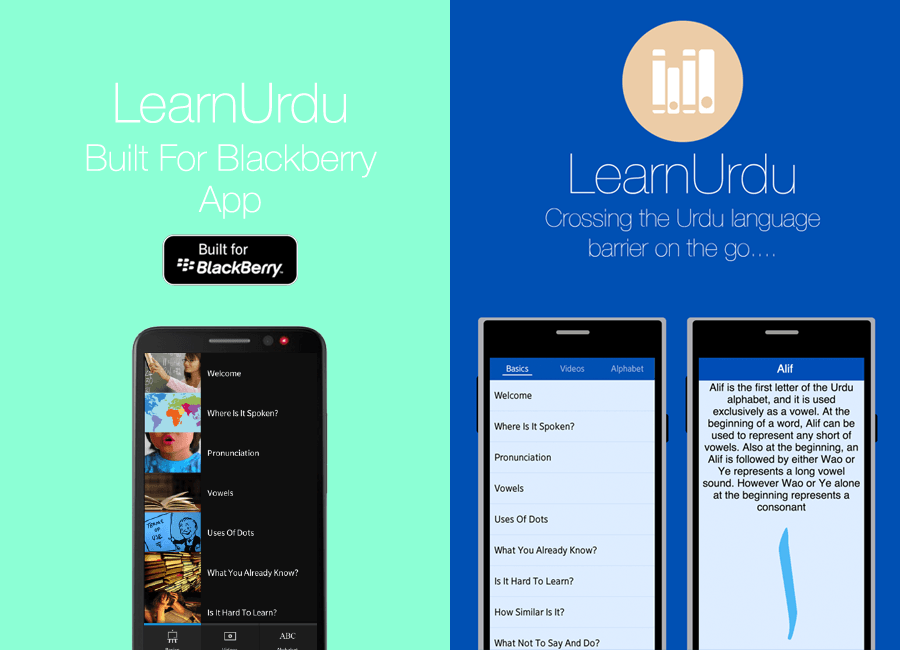 LearnUrdu
Built For Blackberry
App
Built for
BlackBerry
Welcome
Where Is It Spoken?
Pronunciation
Vowels
Uses Of Dots
What You Already Know?
Is It Hard To Learn?
ABC
LearnUrdu
Crossing the Urdu language
barrier on the go....
Basics Videos Alphabet
Welcome
Where Is It Spoken?
Pronunciation
Vowels
Uses Of Dots
What You Already Know?
Is It Hard To Learn?
How Similar Is It?
What Not To Say And Do?
Alif
Alif is the first letter of the Urdu
alphabet, and it is used
exclusively as a vowel. At the
beginning of a word, Alif can be
used to represent any short of
vowels. Also at the beginning, an
Alif is followed by either Wao or
Ye represents a long vowel
sound. However Wao or Ye alone
at the beginning represents a
consonant